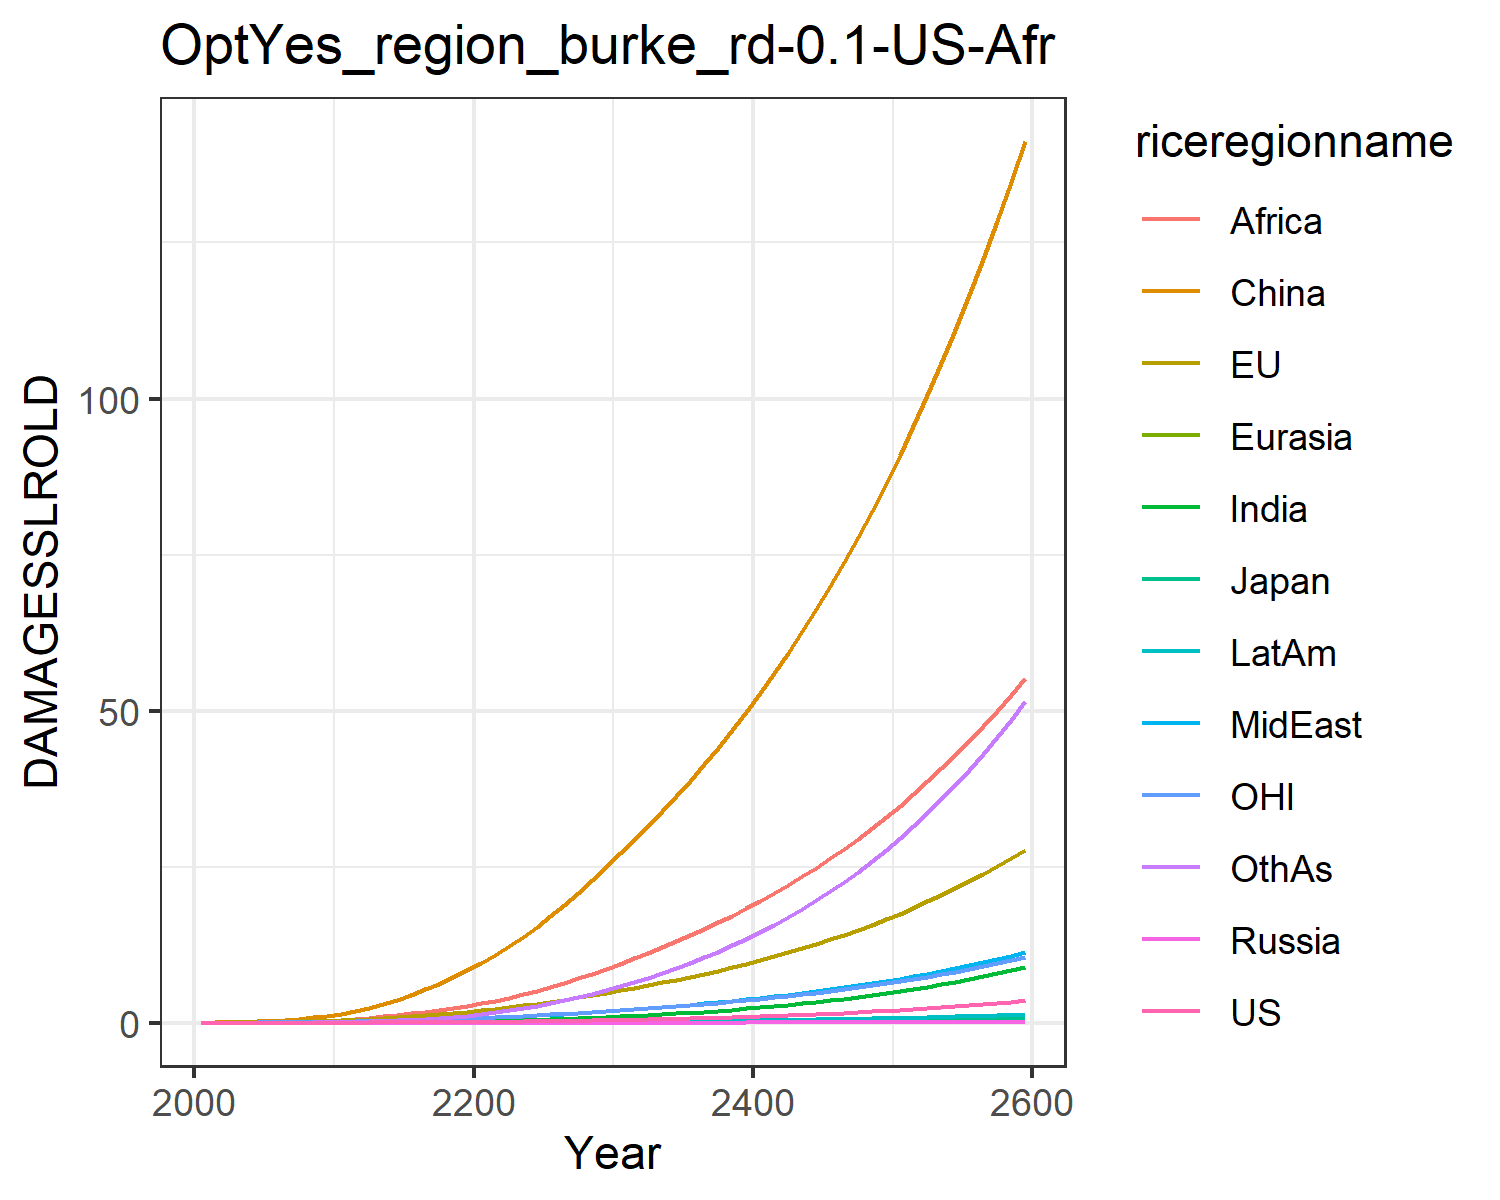 OptYes_region_burke_rd-0.1-US-Afr
DAMAGESSLROLD
100
50
0
2000
2200
2400
2600
Year
riceregionname
Africa
China
EU
Eurasia
India
Japan
LatAm
MidEast
OHI
OthAs
Russia
US